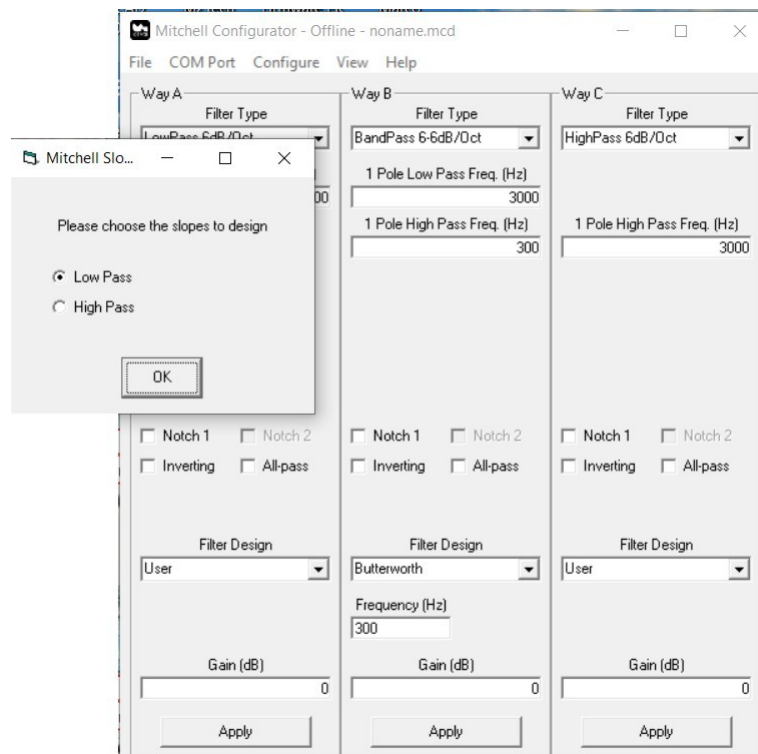 Mitchell Configurator - Offline - noname.mcd
File COM Port Configure View Help
Way A
Filter Type
LowPass 6dB/Oct
Way B
Filter Type
BandPass 6-6dB/Oct
1 Pole Low Pass Freq. (Hz)
3000
1 Pole High Pass Freq. (Hz)
300
Way C
Filter Type
HighPass 6dB/Oct
1 Pole High Pass Freq. (Hz)
3000
Mitchell Slo...
Please choose the slopes to design
Low Pass
High Pass
OK
Notch 1 Notch 2
Inverting All-pass
Filter Design
User
Gain (dB)
0
Apply
Notch 1 Notch 2
Inverting All-pass
Filter Design
Butterworth
Frequency (Hz)
300
Gain (dB)
0
Apply
Notch 1 Notch 2
Inverting All-pass
Filter Design
User
Gain (dB)
0
Apply